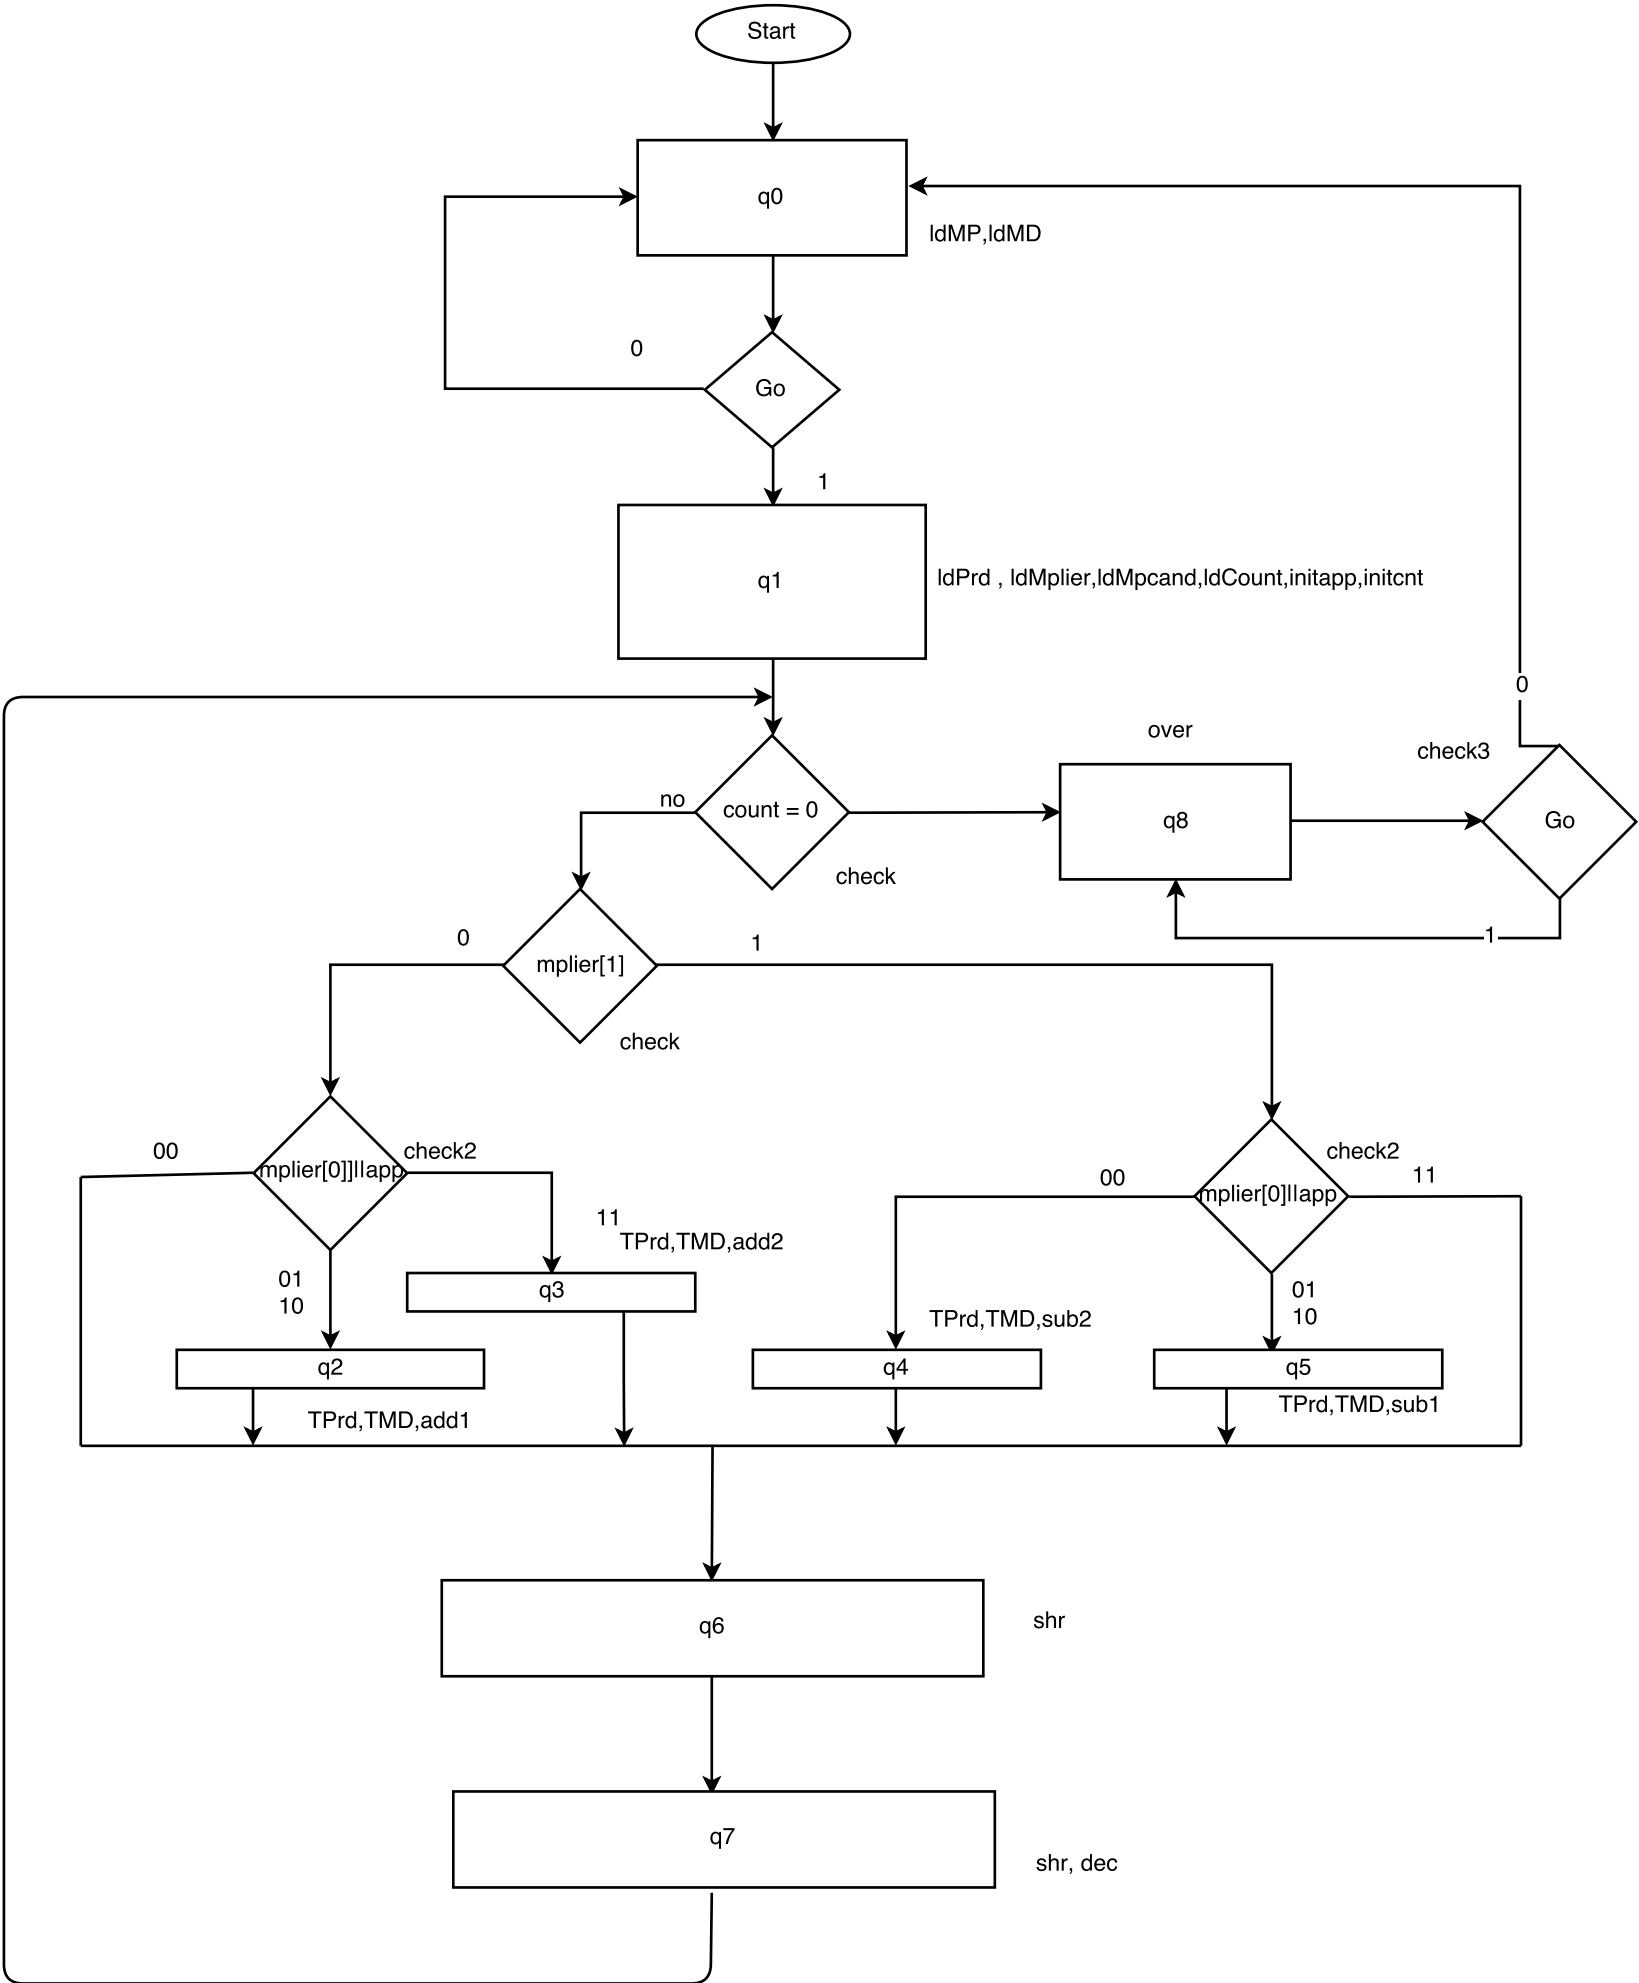 Start
q0
ldMP,ldMD
0
Go
1
q1
ldPrd , ldMplier,ldMpcand,ldCount,initapp,initcnt
0
over
check3
no
count = 0
q8
Go
check
1
0
1
mplier[1]
check
00
check2
mplier[0]]||app
check2
00
11
mplier[0]||app
11
TPrd,TMD,add2
01
10
q3
01
10
TPrd,TMD,sub2
q2
q4
q5
TPrd,TMD,add1
TPrd,TMD,sub1
q6
shr
q7
shr, dec